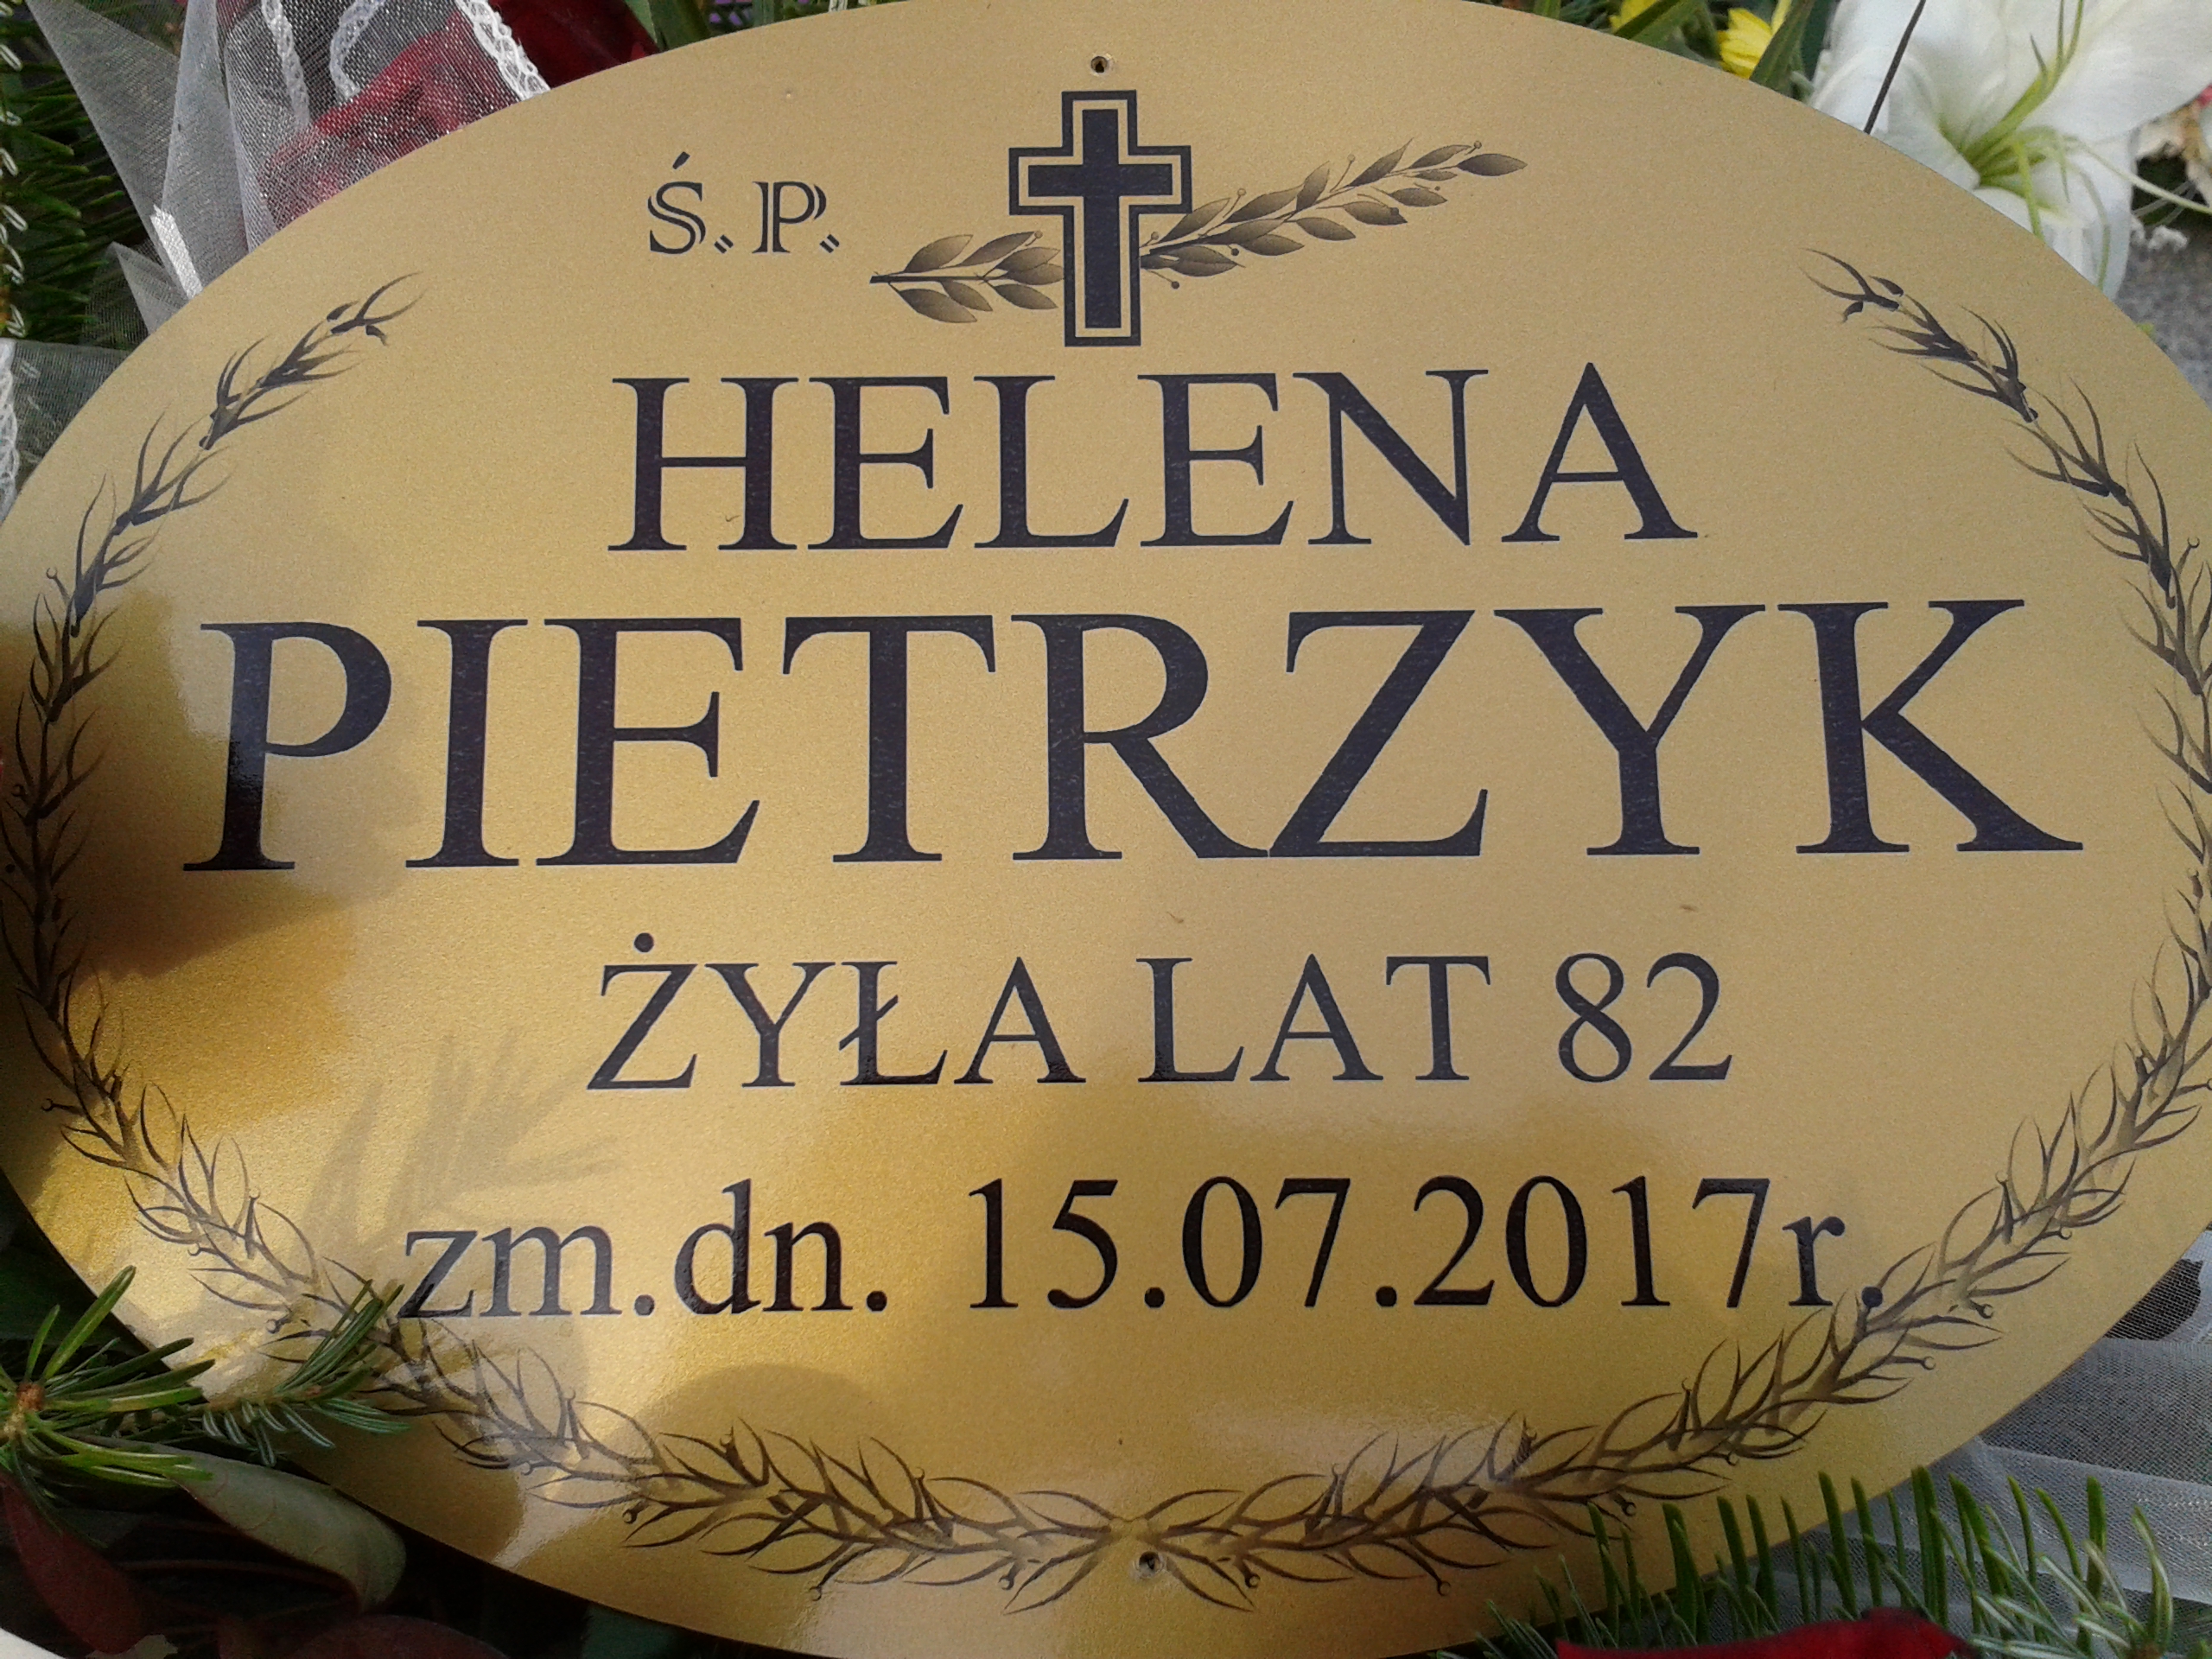 Ś. P.
HELENA
PIETRZYK
ŻYŁA LAT 82
zm.dn. 15.07.2017r.